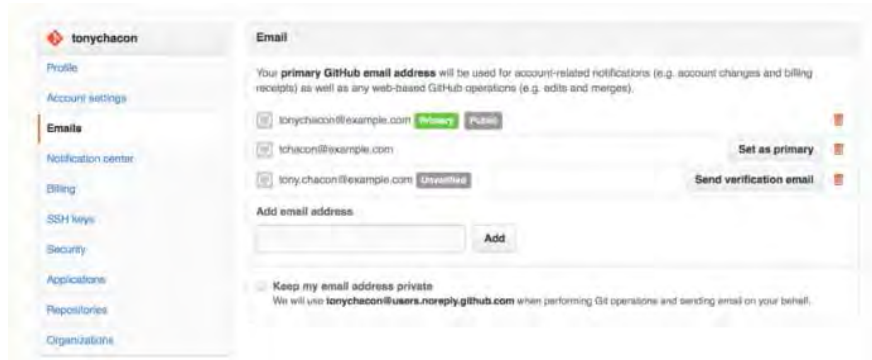 tonychacon
Profile
Account settings
Emails
Notification center
Billing
SSH keys
Security
Applications
Repositories
Organizations
Email
Your primary GitHub email address will be used for account-related notifications (e.g. account changes and billing
receipts) as well as any web-based GitHub operations (e.g. edits and merges).
tonychacon@example.com Primary Public
tchacon@example.com Set as primary
tony.chacon@example.com Unverified Send verification email
Add email address
Add
Keep my email address private
We will use tonychacon@users.noreply.github.com when performing Git operations and sending email on your behalf.